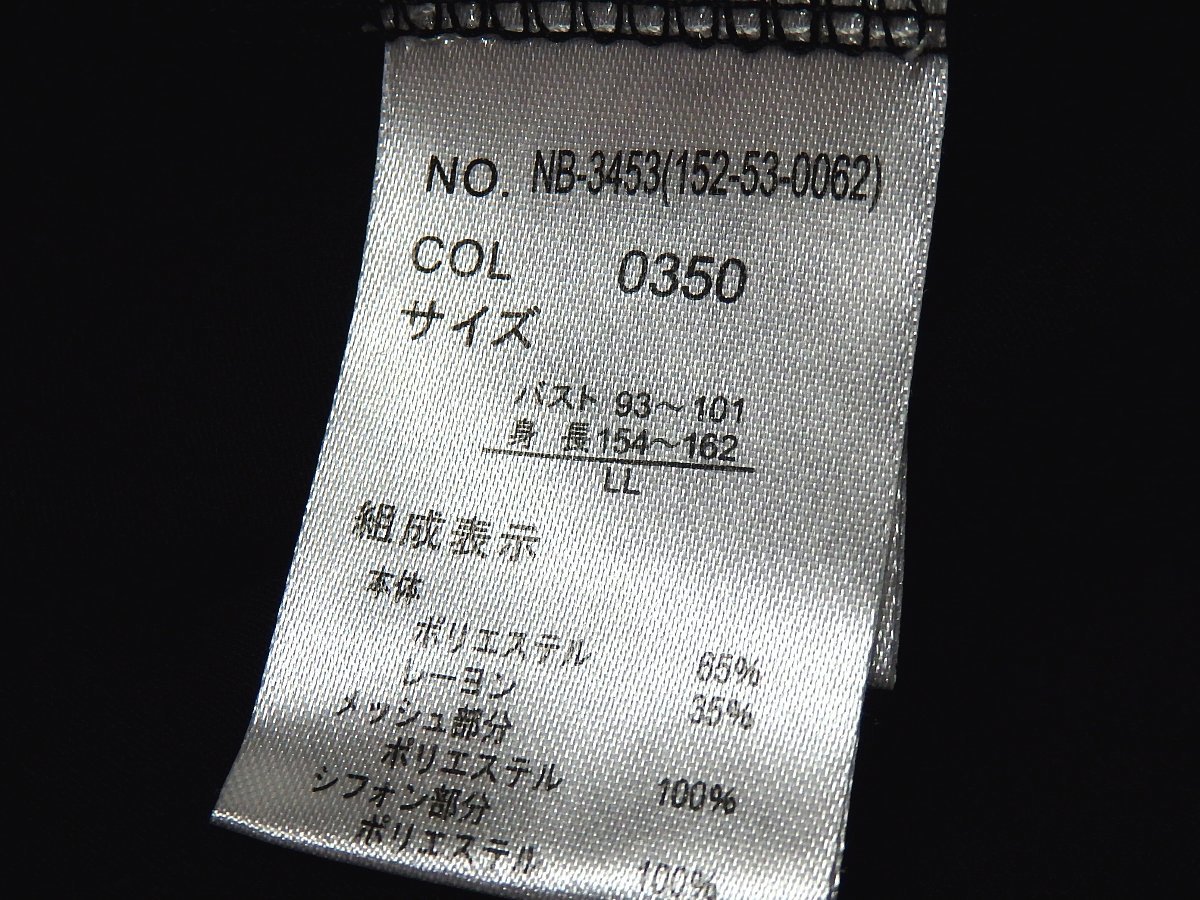 NO. NB-3453(152-53-0062)
COL 0350
サイズ
バスト 93～101
身 長154～162
LL
組成表示
本体
ポリエステル 65%
レーヨン 35%
メッシュ部分
ポリエステル 100%
シフォン部分
ポリエステル 100%